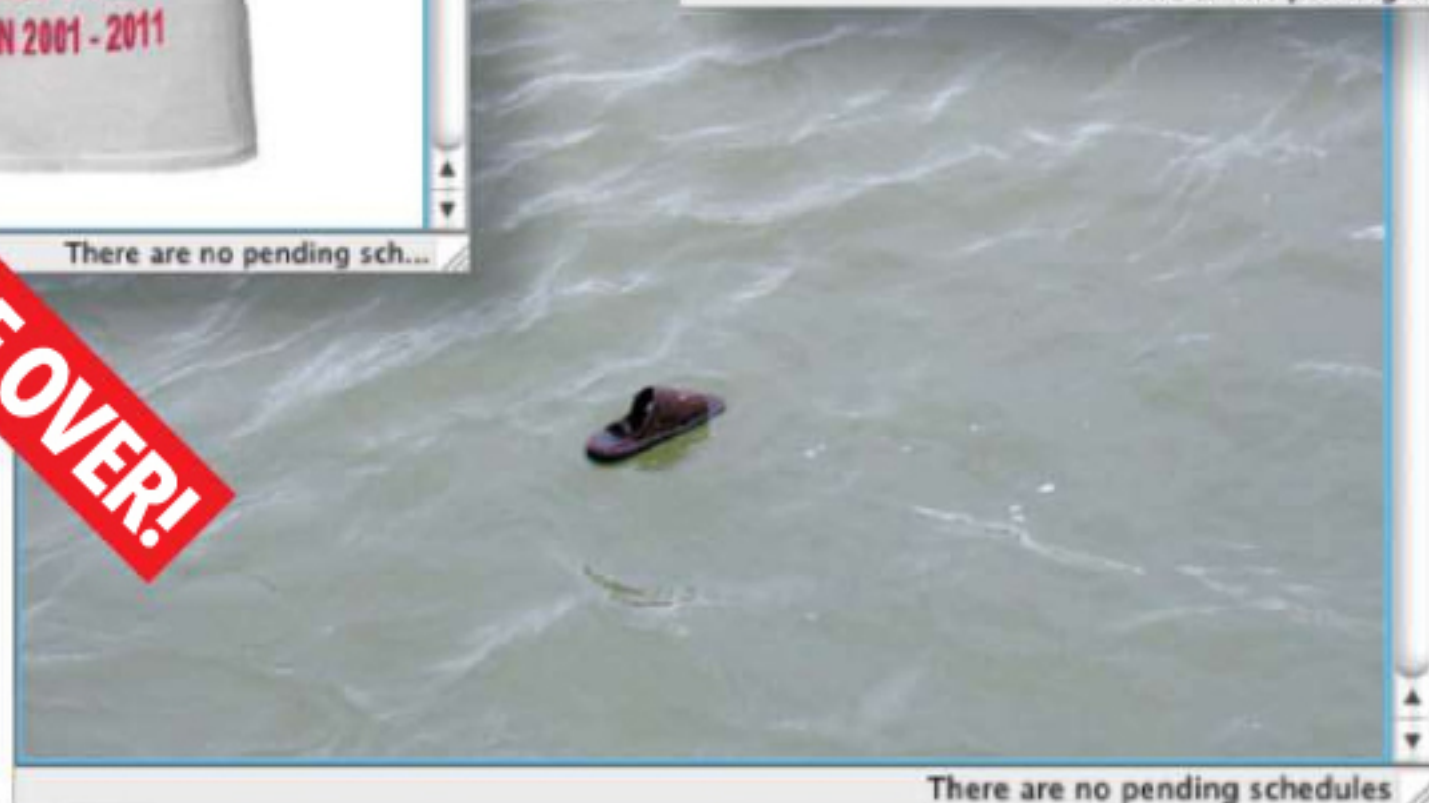 N 2001 - 2011
There are no pending sch...
OVER!
There are no pending schedules